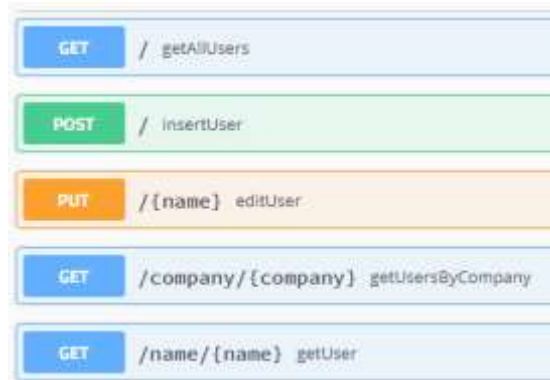 GET / getAllUsers
POST / insertUser
PUT /{name} editUser
GET /company/{company} getUsersByCompany
GET /name/{name} getUser